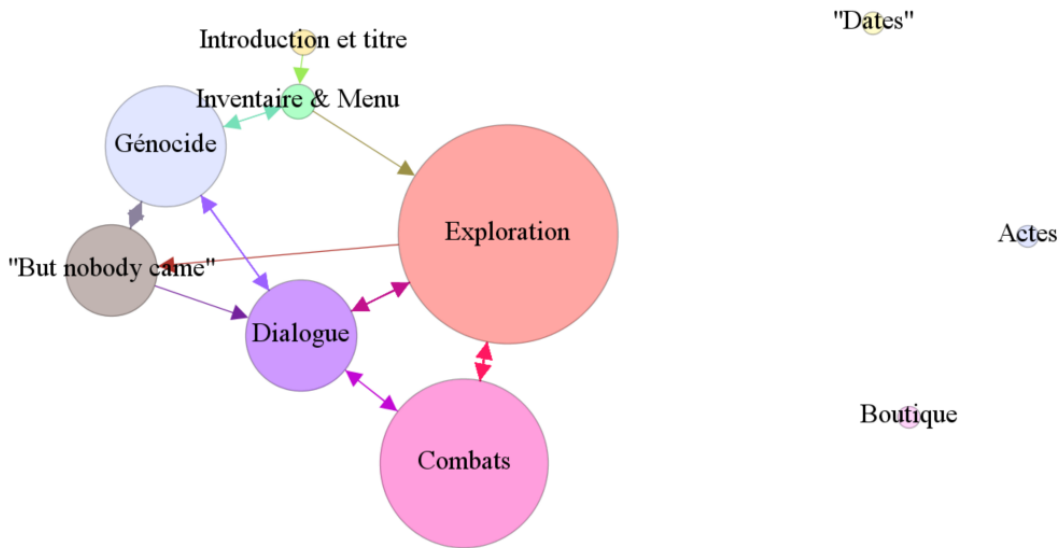 "Dates"
Introduction et titre
Inventaire & Menu
Génocide
Exploration
Actes
"But nobody came"
Dialogue
Boutique
Combats